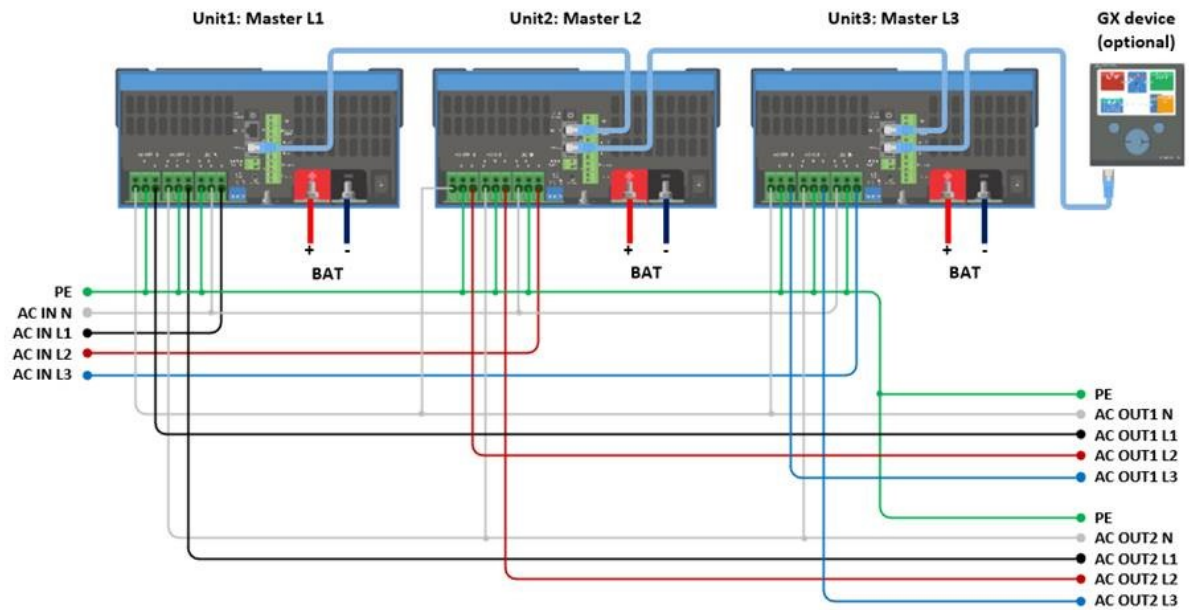 Unit1: Master L1
Unit2: Master L2
Unit3: Master L3
GX device
(optional)
+
-
BAT
+
-
BAT
+
-
BAT
PE
AC IN N
AC IN L1
AC IN L2
AC IN L3
PE
AC OUT1 N
AC OUT1 L1
AC OUT1 L2
AC OUT1 L3
PE
AC OUT2 N
AC OUT2 L1
AC OUT2 L2
AC OUT2 L3